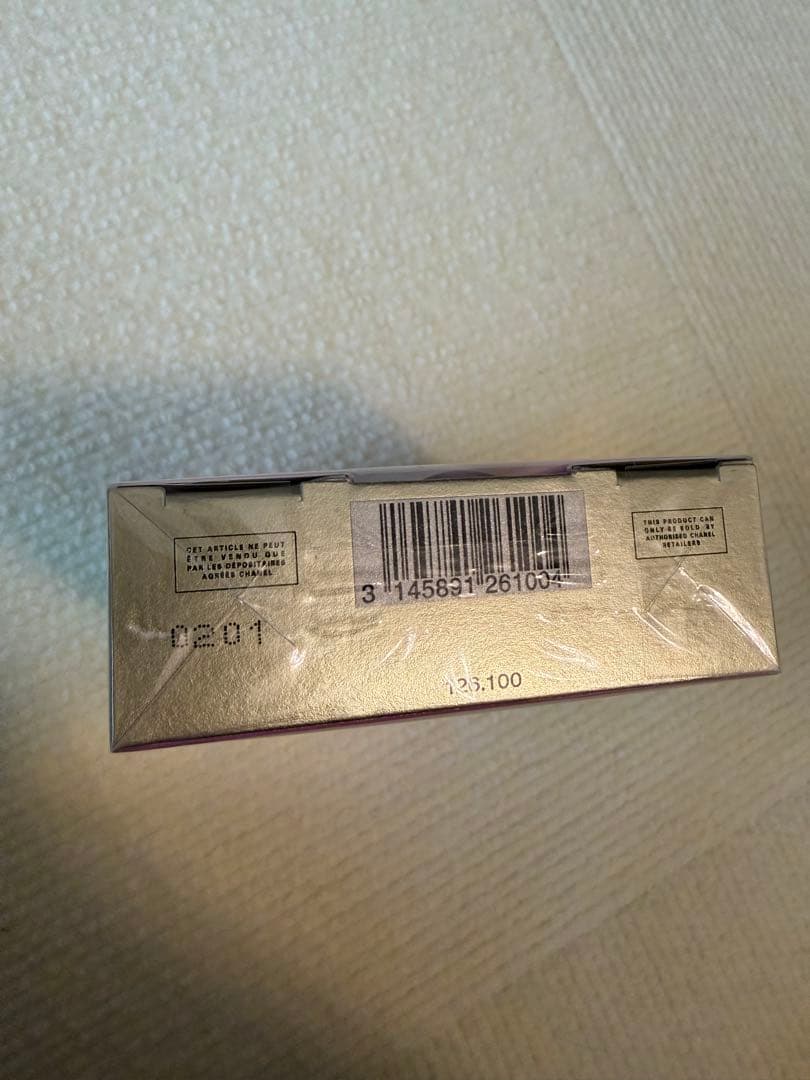 CET ARTICLE NE PEUT
ÊTRE VENDU QUE
PAR LES DÉPOSITAIRES
AGRÉÉS CHANEL
3 145891 261004
THIS PRODUCT CAN
ONLY BE SOLD BY
AUTHORISED CHANEL
RETAILERS
0201
126.100